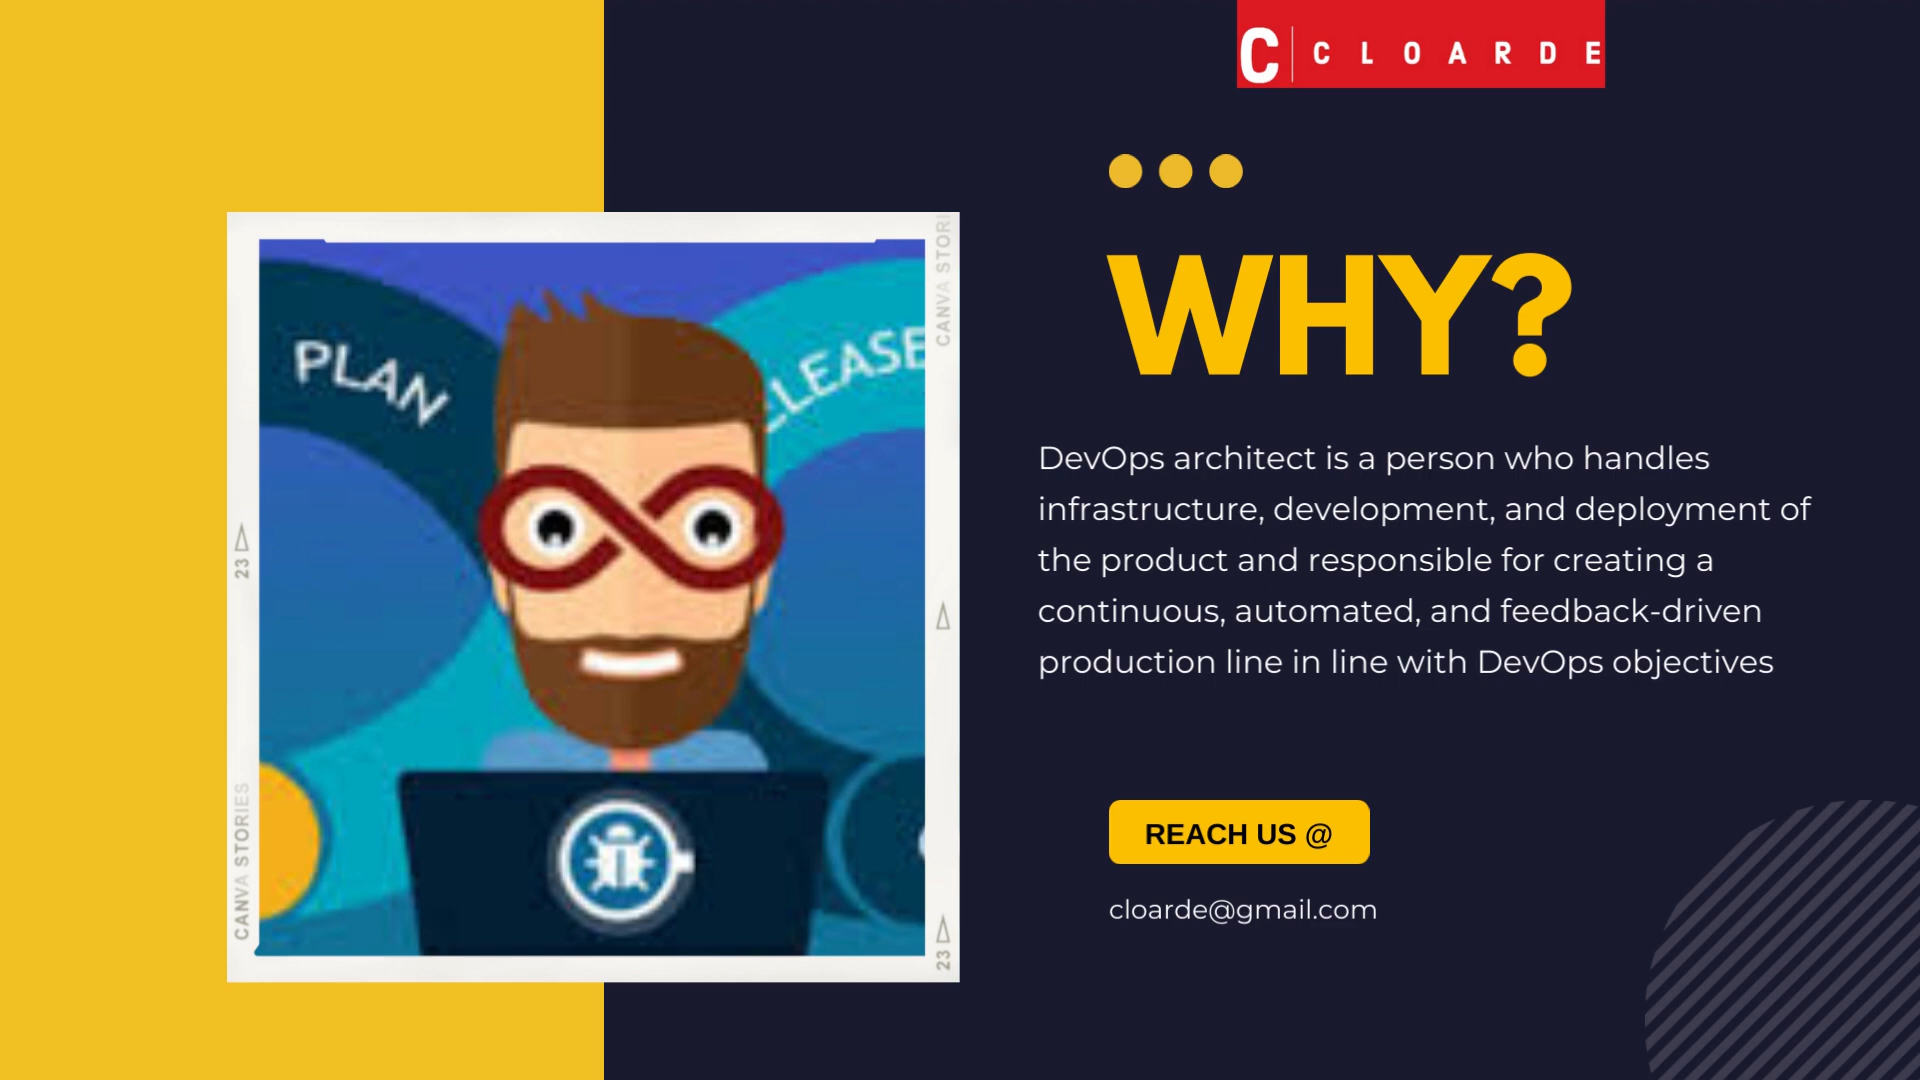 C CLOARDE
WHY?
DevOps architect is a person who handles
infrastructure, development, and deployment of
the product and responsible for creating a
continuous, automated, and feedback-driven
production line in line with DevOps objectives
REACH US @
cloarde@gmail.com
PLAN
ELEASE
CANVA STORI
23
CANVA STORIES
23